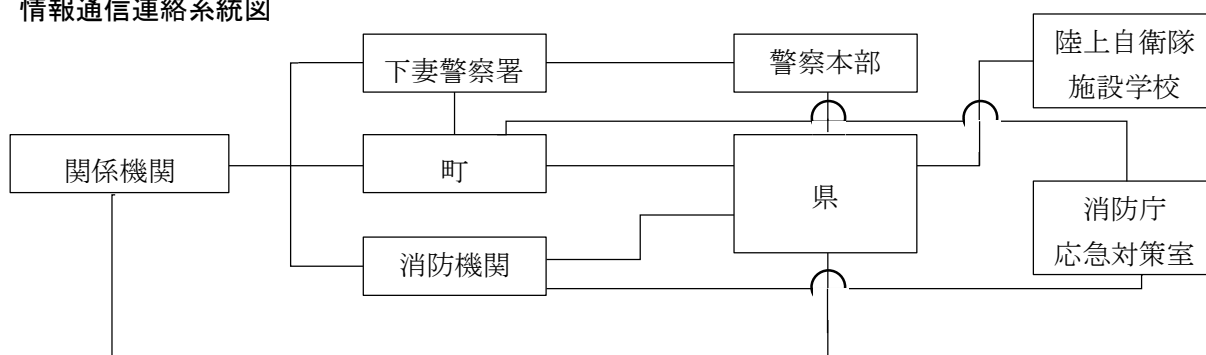 情報通信連絡系統図
下妻警察署
警察本部
陸上自衛隊
施設学校
関係機関
町
県
消防機関
消防庁
応急対策室